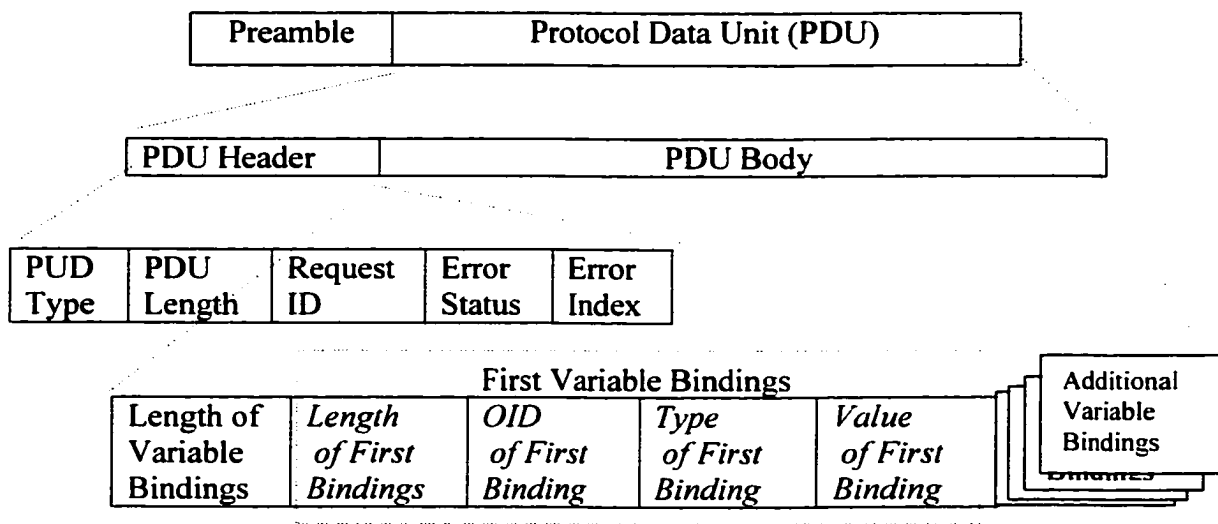 Preamble
Protocol Data Unit (PDU)
PDU Header
PDU Body
PUD
Type
PDU
Length
Request
ID
Error
Status
Error
Index
First Variable Bindings
Length of
Variable
Bindings
Length
of First
Bindings
OID
of First
Binding
Type
of First
Binding
Value
of First
Binding
Additional
Variable
Bindings